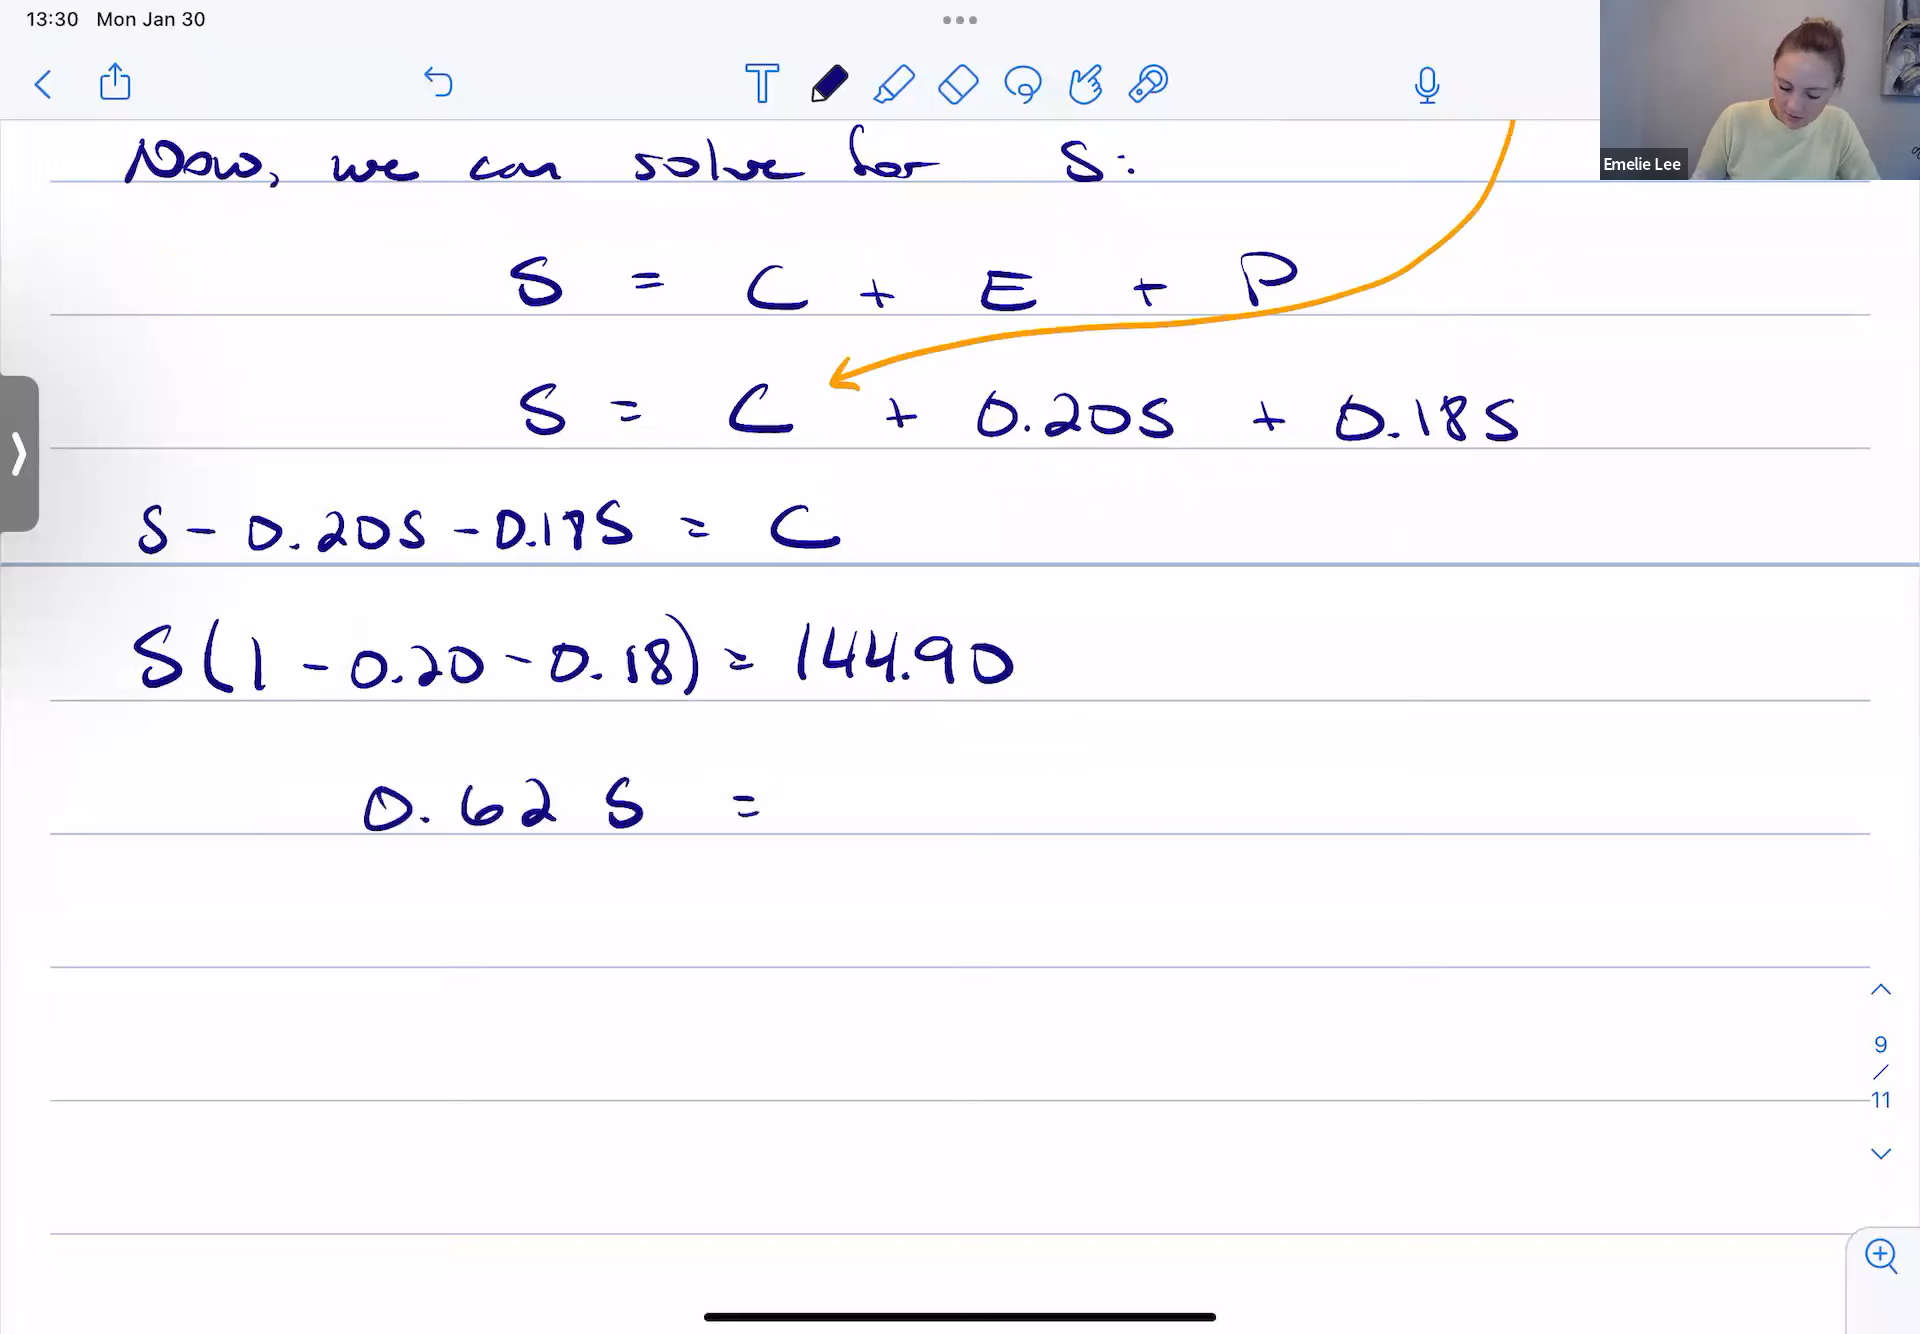 13:30 Mon Jan 30
T
Emelie Lee
Now, we can solve for S:
S = C + E + P
S = C + 0.20S + 0.18S
S - 0.20S - 0.18S = C
S(1 - 0.20 - 0.18) = 144.90
0.62 S =
9
/
11